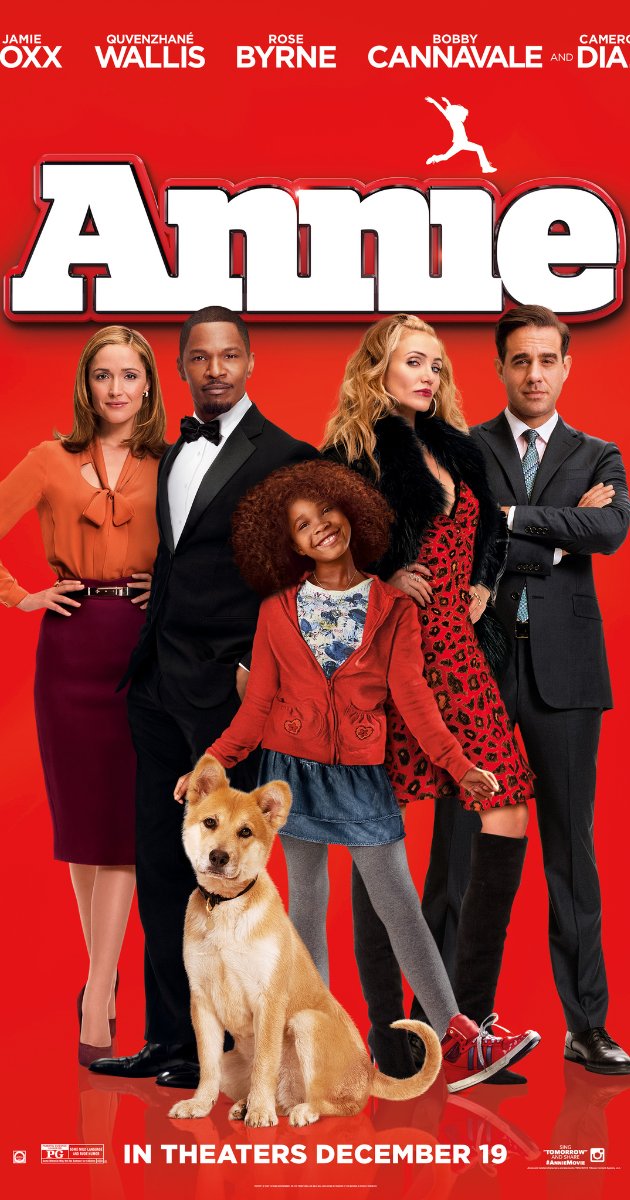 JAMIE QUVENZHANÉ ROSE BOBBY CAMERO
OXX WALLIS BYRNE CANNAVALE AND DIA
Annie
PG
IN THEATERS DECEMBER 19
SING
"TOMORROW"
AND SHARE
#ANNIEMOVIE